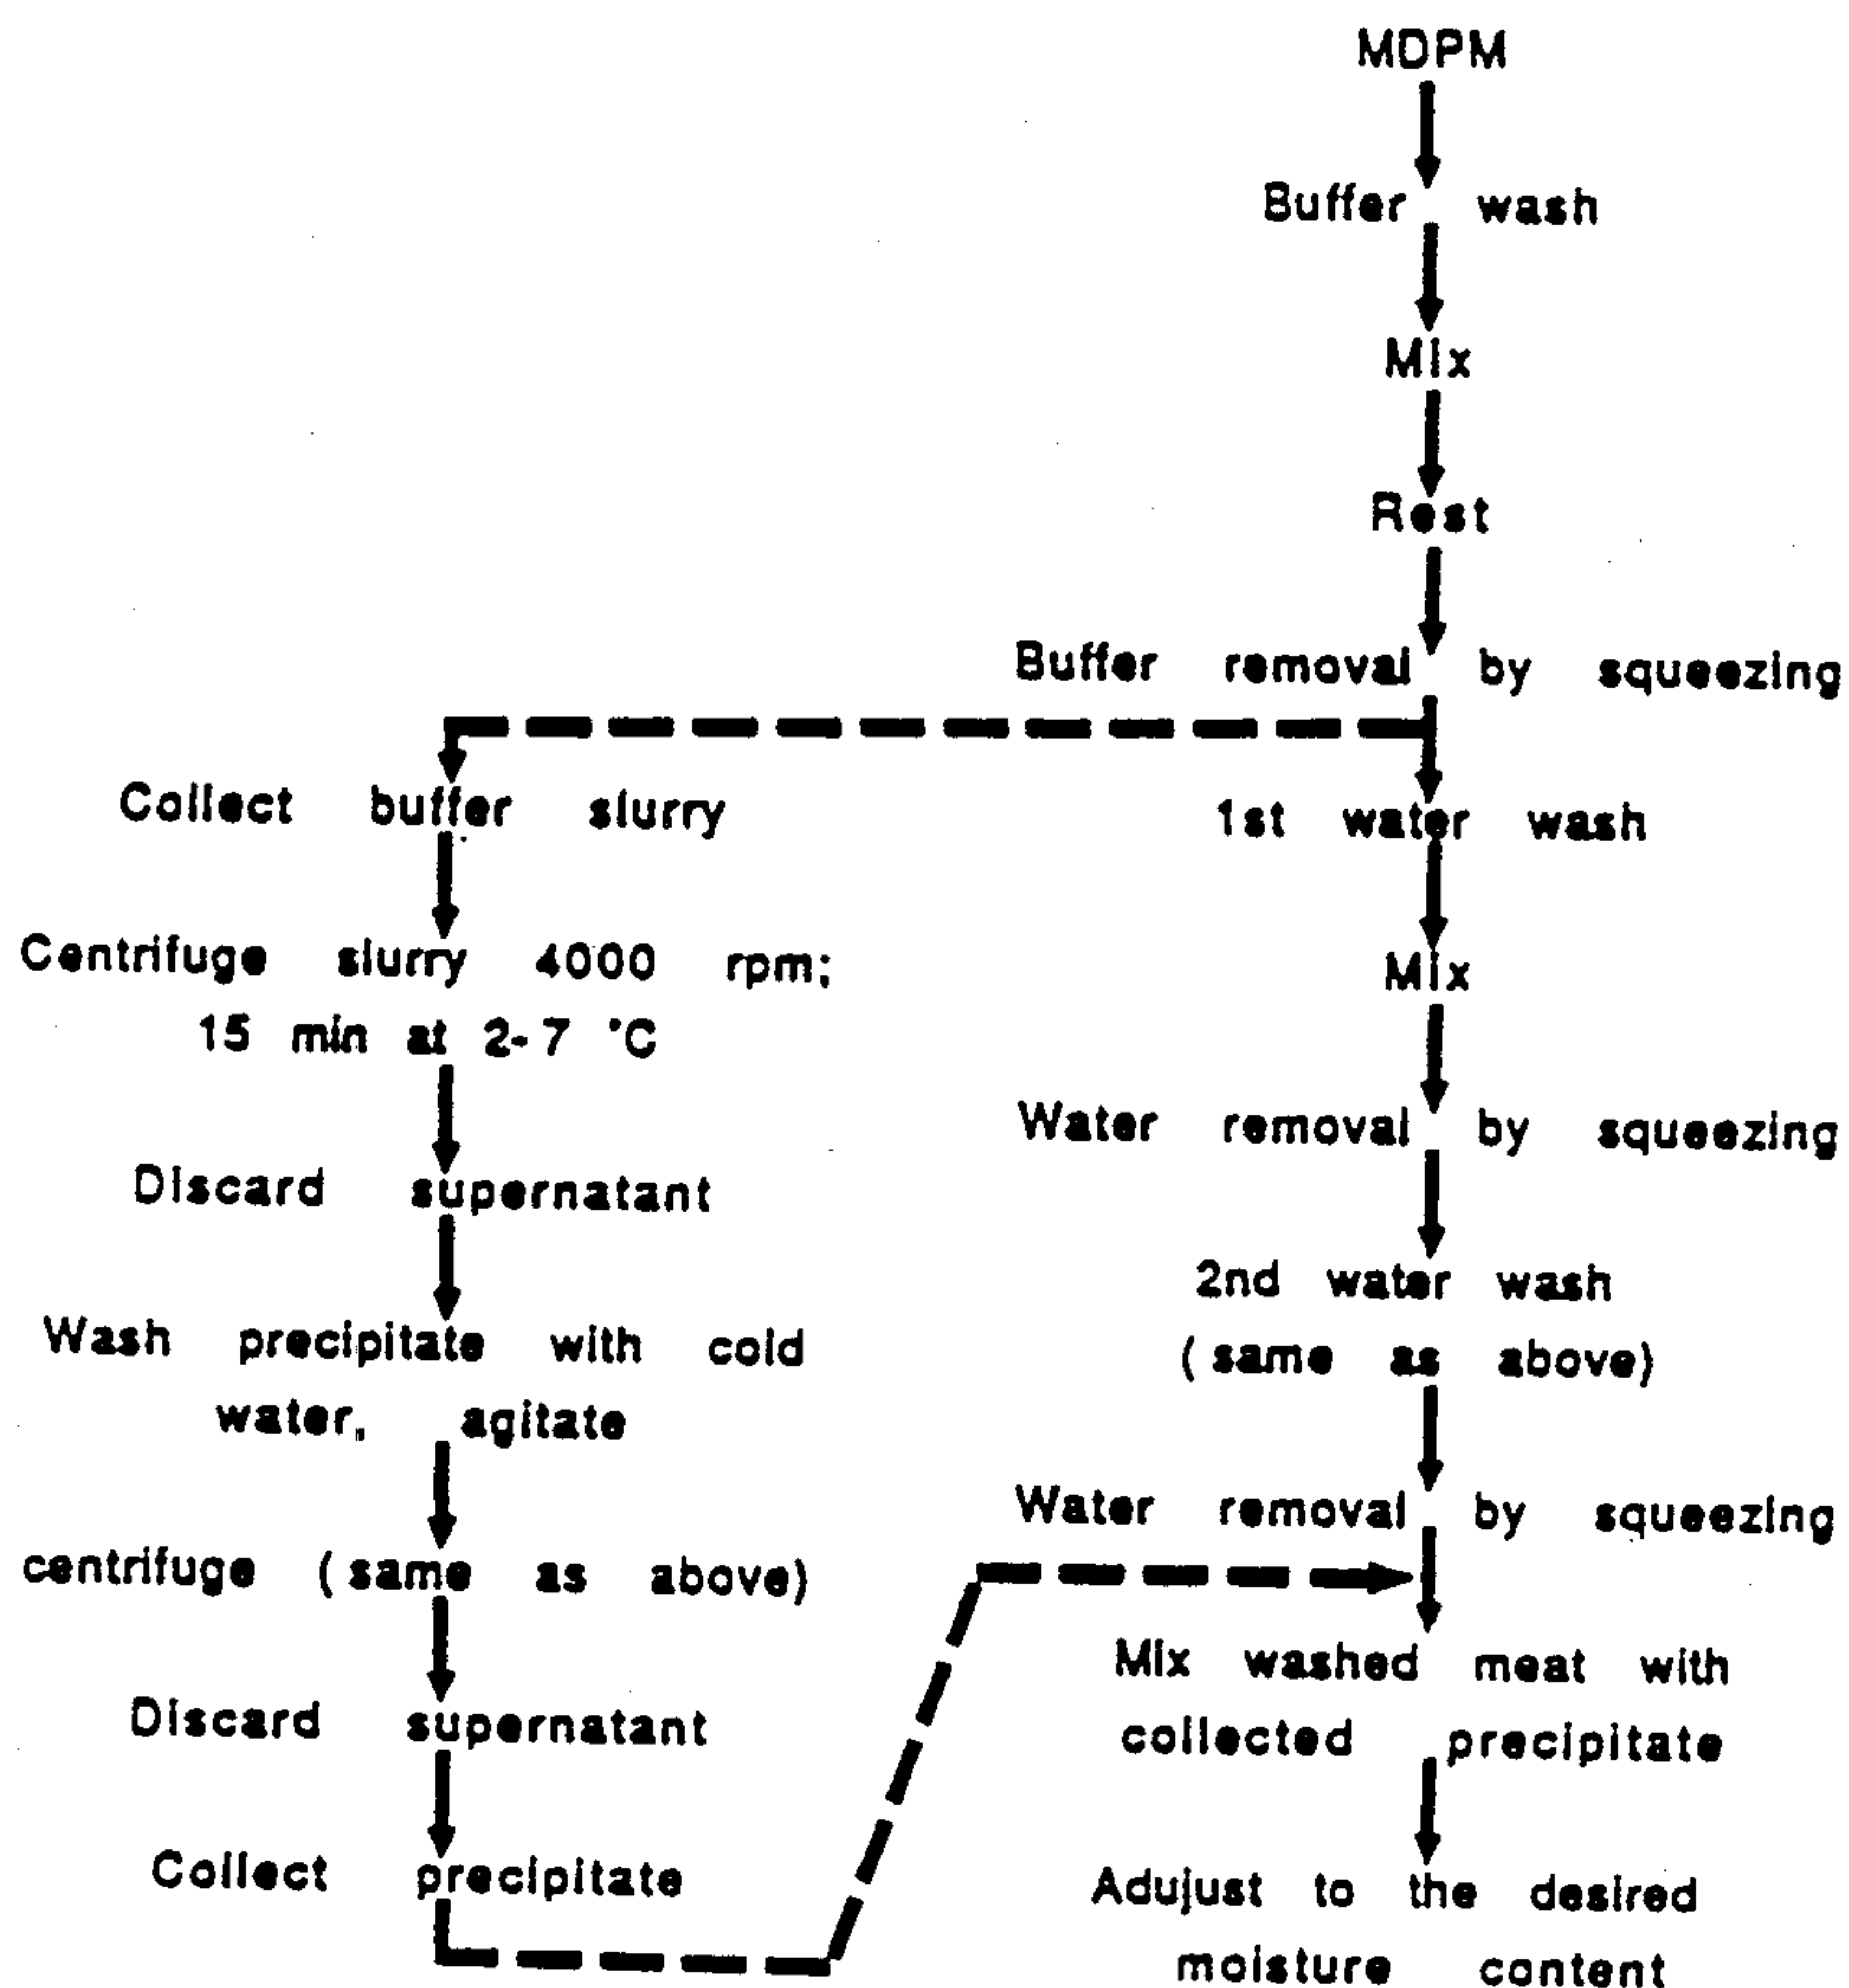 MDPM
Buffer wash
Mix
Rest
Buffer removal by squeezing
1st water wash
Mix
Water removal by squeezing
2nd water wash
(same as above)
Water removal by squeezing
Mix washed meat with
collected precipitate
Adujust to the desired
moisture content
Collect buffer slurry
Centrifuge slurry 4000 rpm;
15 min at 2-7 °C
Discard supernatant
Wash precipitate with cold
water, agitate
centrifuge (same as above)
Discard supernatant
Collect precipitate